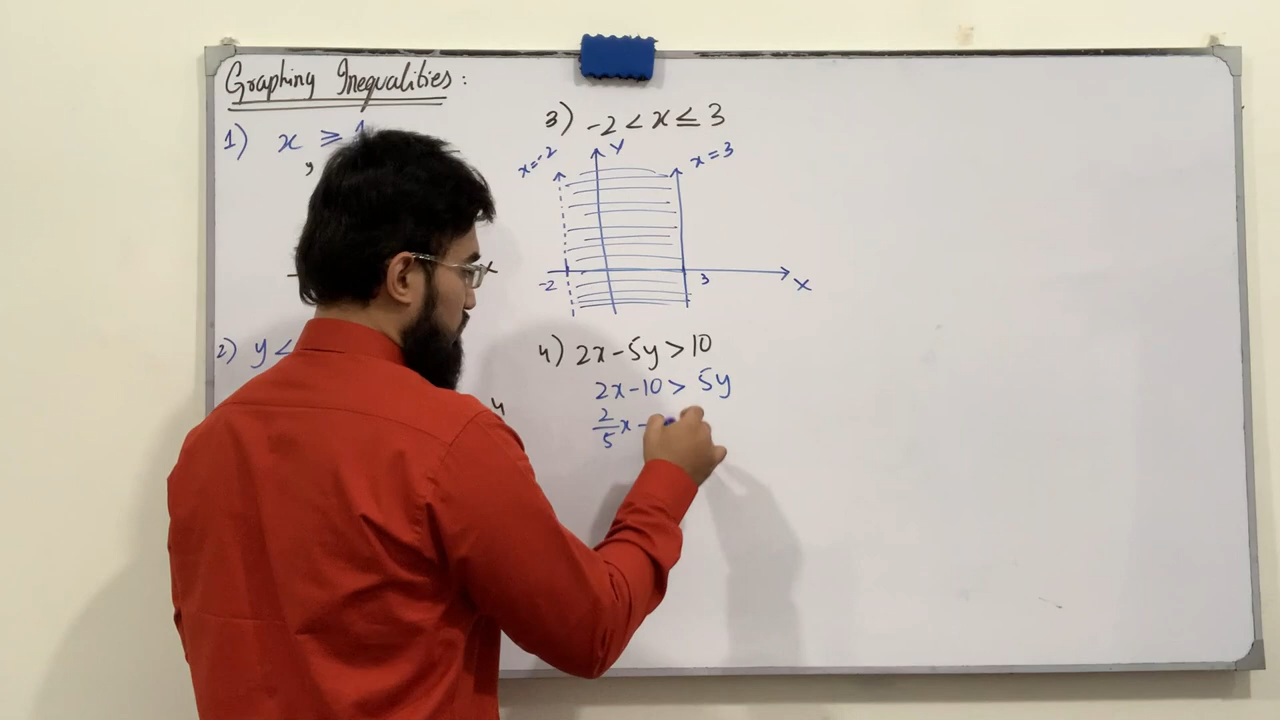 Graphing Inequalities:
1) x ≥ 1
y
x
2) y <
4
3) -2 < x ≤ 3
x=-2
y
x=3
-2
3
x
4) 2x-5y>10
2x-10 > 5y
2/5 x -